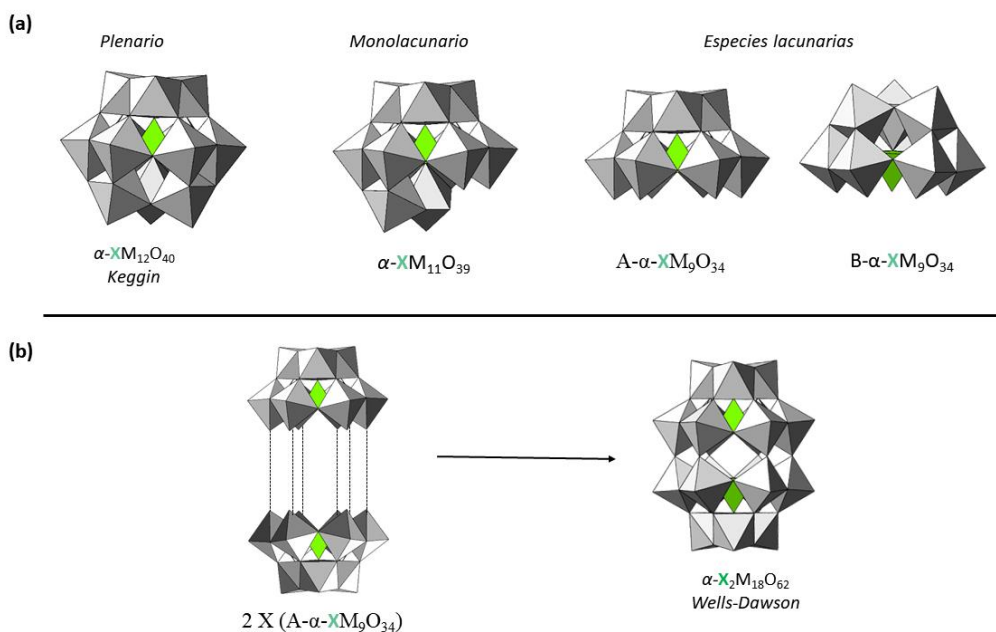 (a)
Plenario
Monolacunario
Especies lacunarias
α-XM₁₂O₄₀
Keggin
α-XM₁₁O₃₉
A-α-XM₉O₃₄
B-α-XM₉O₃₄
(b)
2 X (A-α-XM₉O₃₄)
α-X₂M₁₈O₆₂
Wells-Dawson